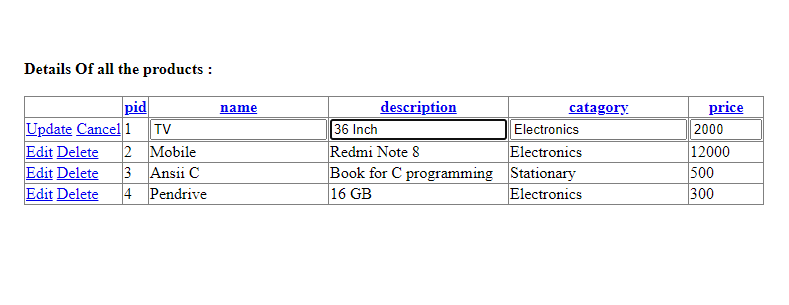 Details Of all the products :
pid name description catagory price
Update Cancel 1 TV 36 Inch Electronics 2000
Edit Delete 2 Mobile Redmi Note 8 Electronics 12000
Edit Delete 3 Ansii C Book for C programming Stationary 500
Edit Delete 4 Pendrive 16 GB Electronics 300